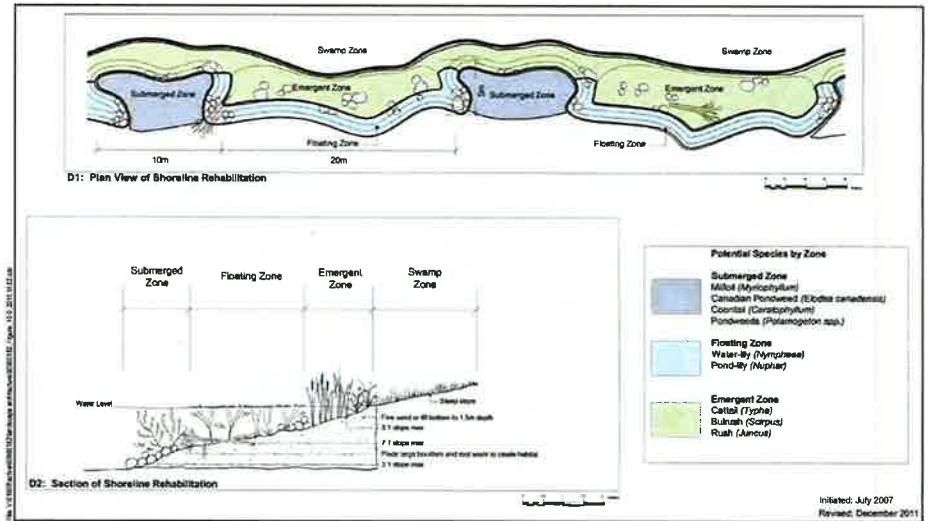 Swamp Zone
Swamp Zone
Submerged Zone
Emergent Zone
Submerged Zone
Emergent Zone
Floating Zone
Floating Zone
10m
20m
D1: Plan View of Shoreline Rehabilitation
Submerged
Zone
Floating Zone
Emergent
Zone
Swamp
Zone
Water Level
Steep slope
Fine sand or fill bottom to 1.5m depth
slope max
7:1 slope max
Place large boulders and root wads to create habitat
3:1 slope max
D2: Section of Shoreline Rehabilitation
Potential Species by Zone
Submerged Zone
Milfoil (Myriophyllum)
Canadian Pondweed (Elodea canadensis)
Coontail (Ceratophyllum)
Pondweeds (Potamogeton spp.)
Floating Zone
Water-lily (Nymphaea)
Pond-lily (Nuphar)
Emergent Zone
Cattail (Typha)
Bulrush (Scirpus)
Rush (Juncus)
Initiated: July 2007
Revised: December 2011